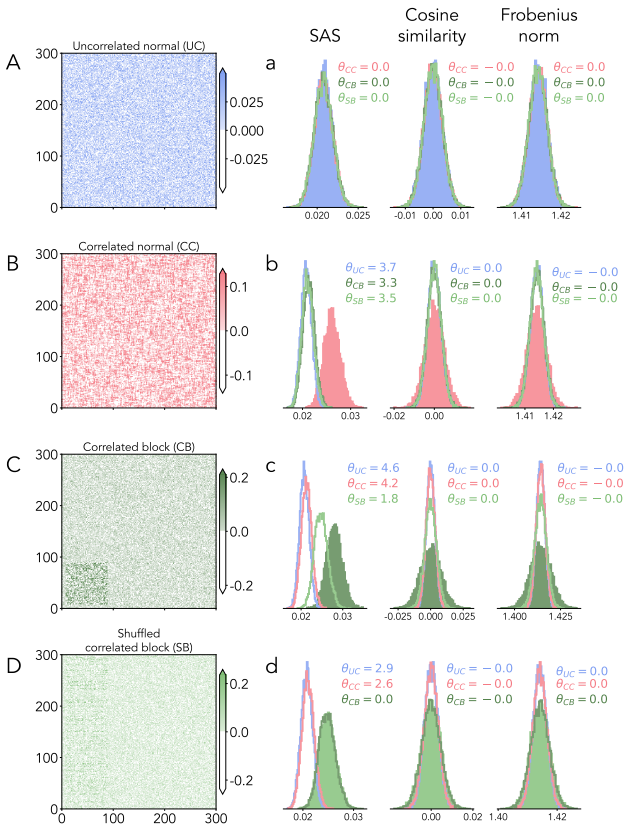 SAS
Cosine
similarity
Frobenius
norm
A
Uncorrelated normal (UC)
300
200
100
0
0.025
0.000
-0.025
a
θCC = 0.0
θCB = 0.0
θSB = 0.0
0.020
0.025
θCC = − 0.0
θCB = 0.0
θSB = − 0.0
-0.01
0.00
0.01
θCC = 0.0
θCB = 0.0
θSB = 0.0
1.41
1.42
B
Correlated normal (CC)
300
200
100
0
0.1
0.0
-0.1
b
θUC = 3.7
θCB = 3.3
θSB = 3.5
0.02
0.03
θUC = 0.0
θCB = 0.0
θSB = 0.0
-0.02
0.00
θUC = − 0.0
θCB = − 0.0
θSB = − 0.0
1.41
1.42
C
Correlated block (CB)
300
200
100
0
0.2
0.0
-0.2
c
θUC = 4.6
θCC = 4.2
θSB = 1.8
0.02
0.03
θUC = 0.0
θCC = 0.0
θSB = 0.0
-0.025
0.000
0.025
θUC = − 0.0
θCC = − 0.0
θSB = − 0.0
1.400
1.425
D
Shuffled
correlated block (SB)
300
200
100
0
0
100
200
300
0.2
0.0
-0.2
d
θUC = 2.9
θCC = 2.6
θCB = 0.0
0.02
0.03
θUC = − 0.0
θCC = − 0.0
θCB = − 0.0
0.00
0.02
θUC = 0.0
θCC = 0.0
θCB = 0.0
1.40
1.42